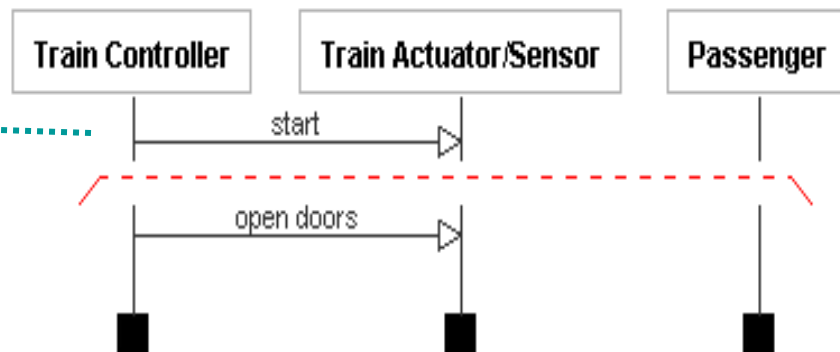 Train Controller
Train Actuator/Sensor
Passenger
start
open doors